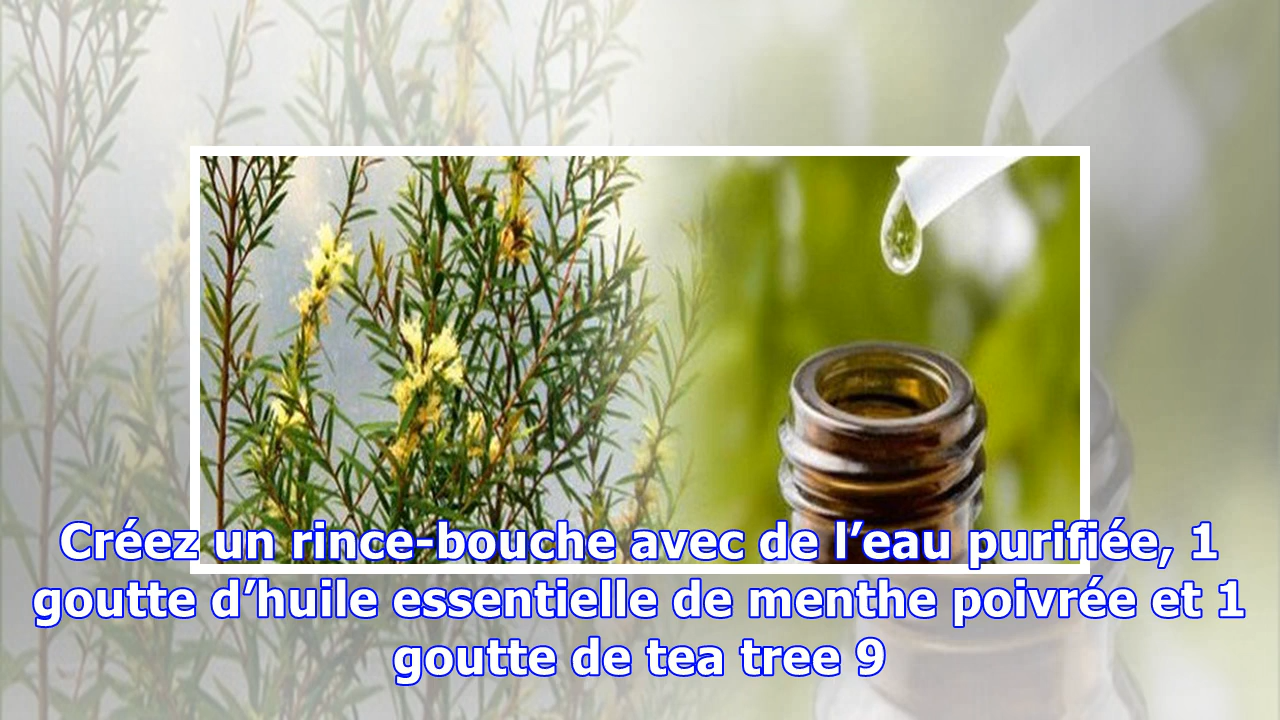 Créez un rince-bouche avec de l’eau purifiée, 1
goutte d’huile essentielle de menthe poivrée et 1
goutte de tea tree 9